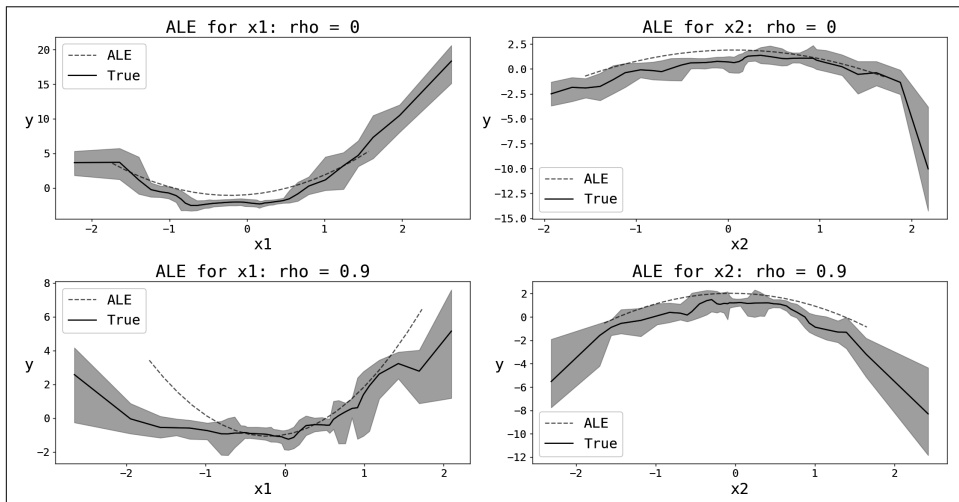 ALE for x1: rho = 0
ALE
True
20
15
10
5
0
y
−2
−1
0
1
2
x1
ALE for x2: rho = 0
2.5
0.0
−2.5
−5.0
−7.5
−10.0
−12.5
−15.0
y
ALE
True
−2
−1
0
1
2
x2
ALE for x1: rho = 0.9
ALE
True
8
6
4
2
0
−2
y
−2
−1
0
1
2
x1
ALE for x2: rho = 0.9
2
0
−2
−4
−6
−8
−10
−12
y
ALE
True
−2
−1
0
1
2
x2